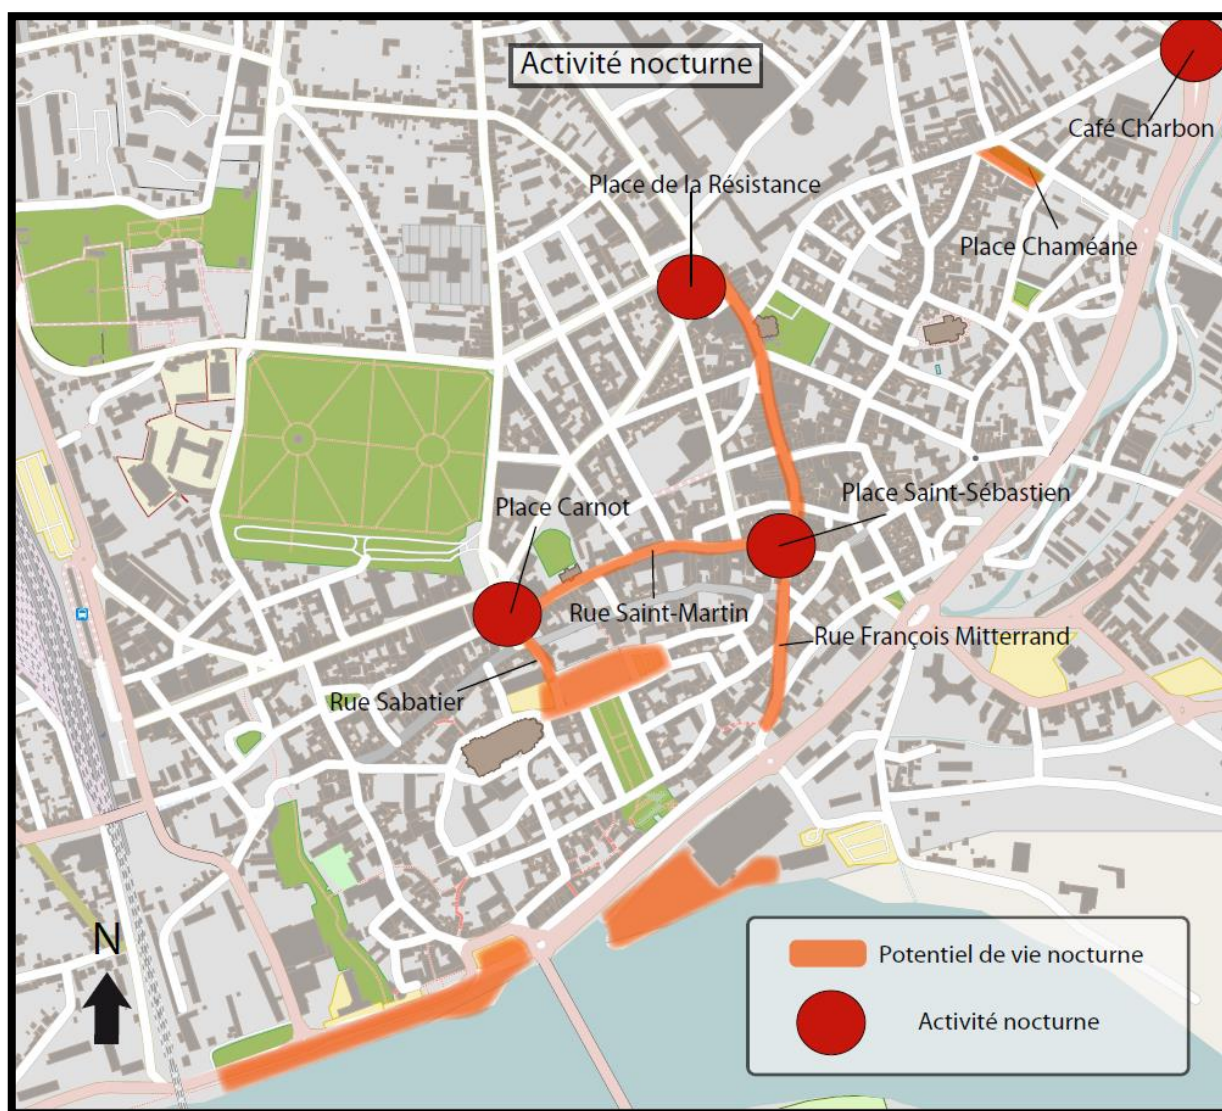 Activité nocturne
Café Charbon
Place de la Résistance
Place Chaméane
Place Saint-Sébastien
Place Carnot
Rue Saint-Martin
Rue François Mitterrand
Rue Sabatier
N
Potentiel de vie nocturne
Activité nocturne